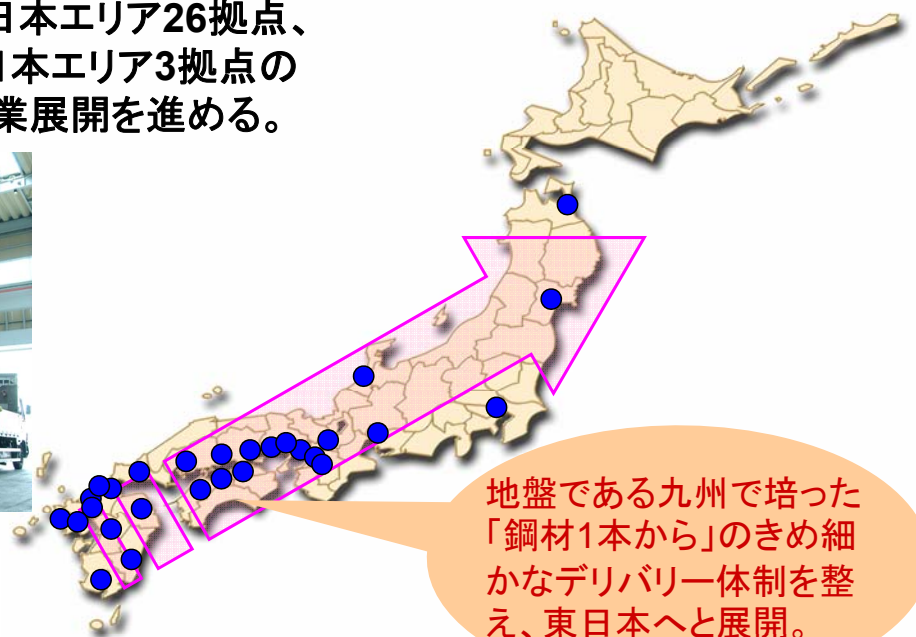 日本エリア26拠点、
日本エリア3拠点の
業展開を進める。
地盤である九州で培った
「鋼材1本から」のきめ細
かなデリバリー体制を整
え、東日本へと展開。